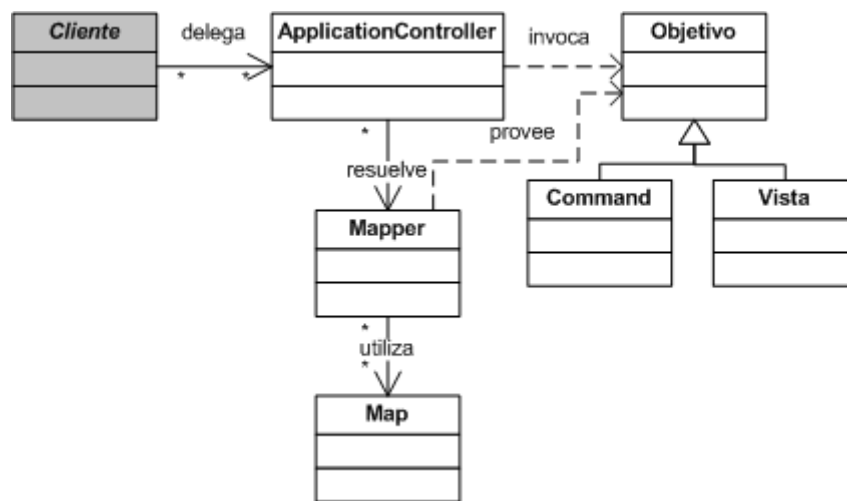 Cliente
delega
ApplicationController
invoca
Objetivo
*
*
*
provee
resuelve
Command
Vista
Mapper
*
utiliza
*
Map